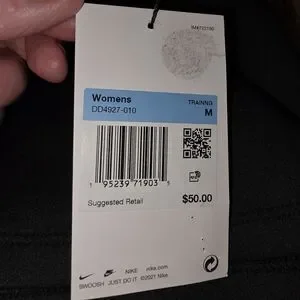 Womens
TRAINING
DD4927-010
M
1 95239 71903 5
Suggested Retail
$50.00
NIKE nike.com
SWOOSH JUST DO IT ©2021 Nike